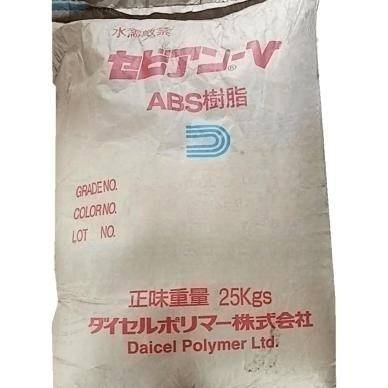 水濡厳禁
セビアン®-V
ABS樹脂
GRADE NO.
COLOR NO.
LOT NO.
正味重量 25Kgs
ダイセルポリマー株式会社
Daicel Polymer Ltd.